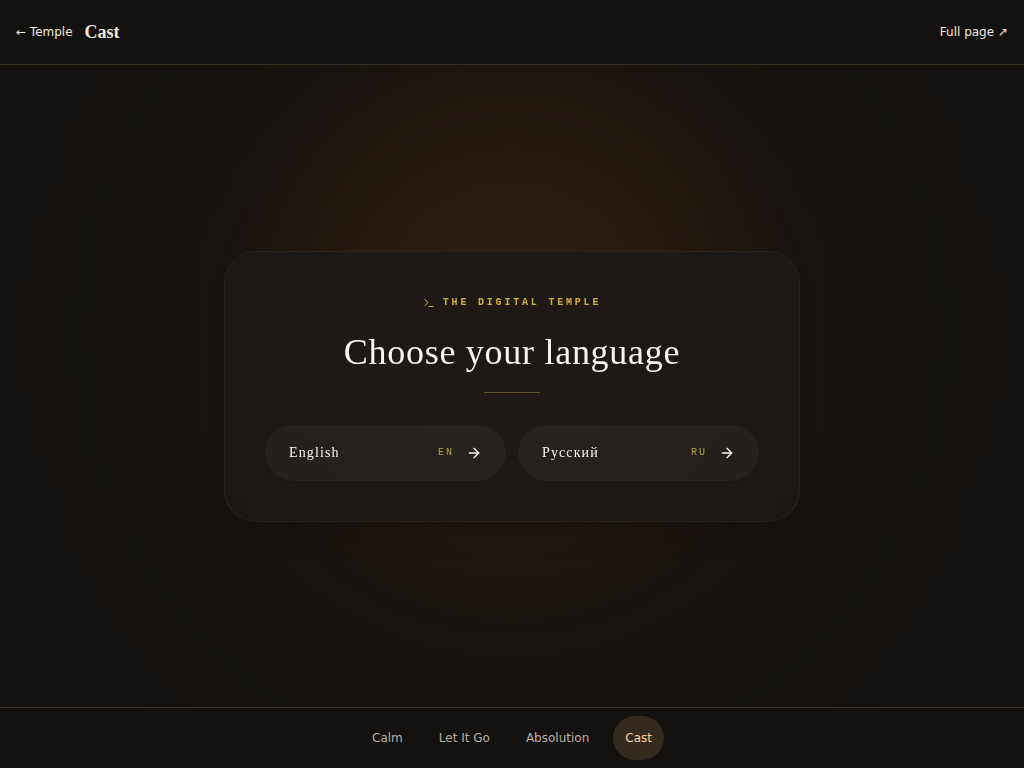 ← Temple Cast Full page ↗
THE DIGITAL TEMPLE
Choose your language
English EN → Русский RU →
Calm Let It Go Absolution Cast